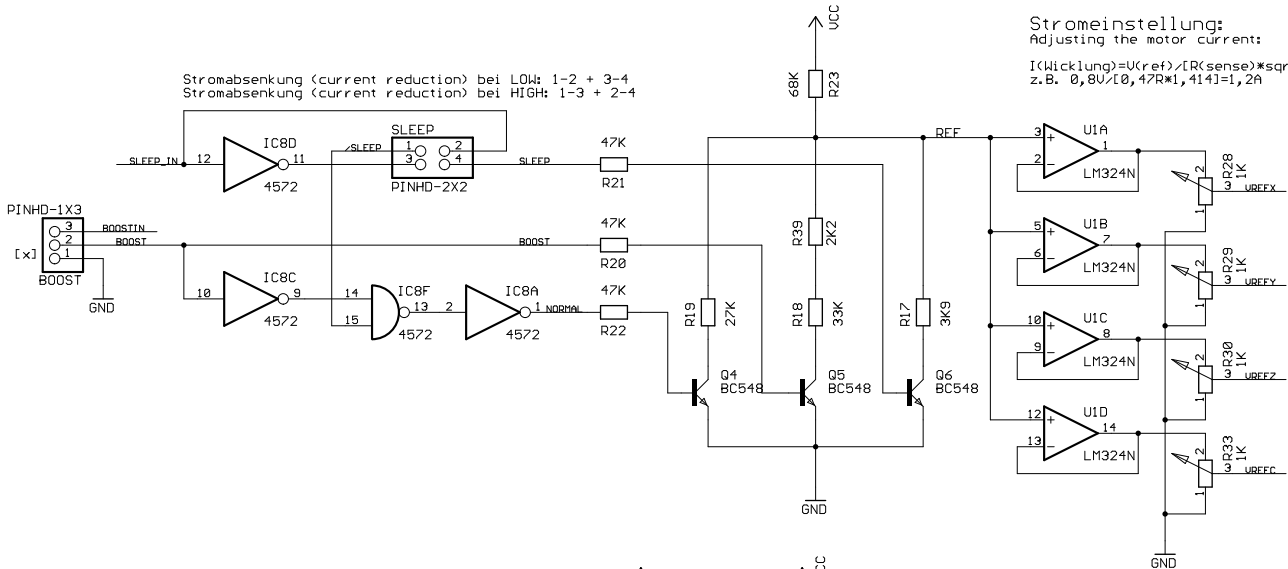 Stromeinstellung:
Adjusting the motor current:
I(Wicklung)=U(ref)/[R(sense)*sqr
z.B. 0,8V/[0,47R*1,414]=1,2A
Stromabsenkung (current reduction) bei LOW: 1-2 + 3-4
Stromabsenkung (current reduction) bei HIGH: 1-3 + 2-4
VCC
68K
R23
SLEEP_IN
12
IC8D
11
4572
SLEEP
/SLEEP
1
2
3
4
PINHD-2X2
SLEEP
47K
R21
PINHD-1X3
3
2
1
[x]
BOOST
BOOSTIN
BOOST
GND
BOOST
47K
R20
10
IC8C
9
4572
14
15
IC8F
13
4572
2
IC8A
1
4572
NORMAL
47K
R22
R19
27K
R39
2K2
R18
33K
R17
3K9
Q4
BC548
Q5
BC548
Q6
BC548
GND
REF
3
2
U1A
1
LM324N
5
6
U1B
7
LM324N
10
9
U1C
8
LM324N
12
13
U1D
14
LM324N
R28
1K
2
3
1
VREFX
R29
1K
2
3
1
VREFY
R30
1K
2
3
1
VREFZ
R33
1K
2
3
1
VREFC
GND
CC